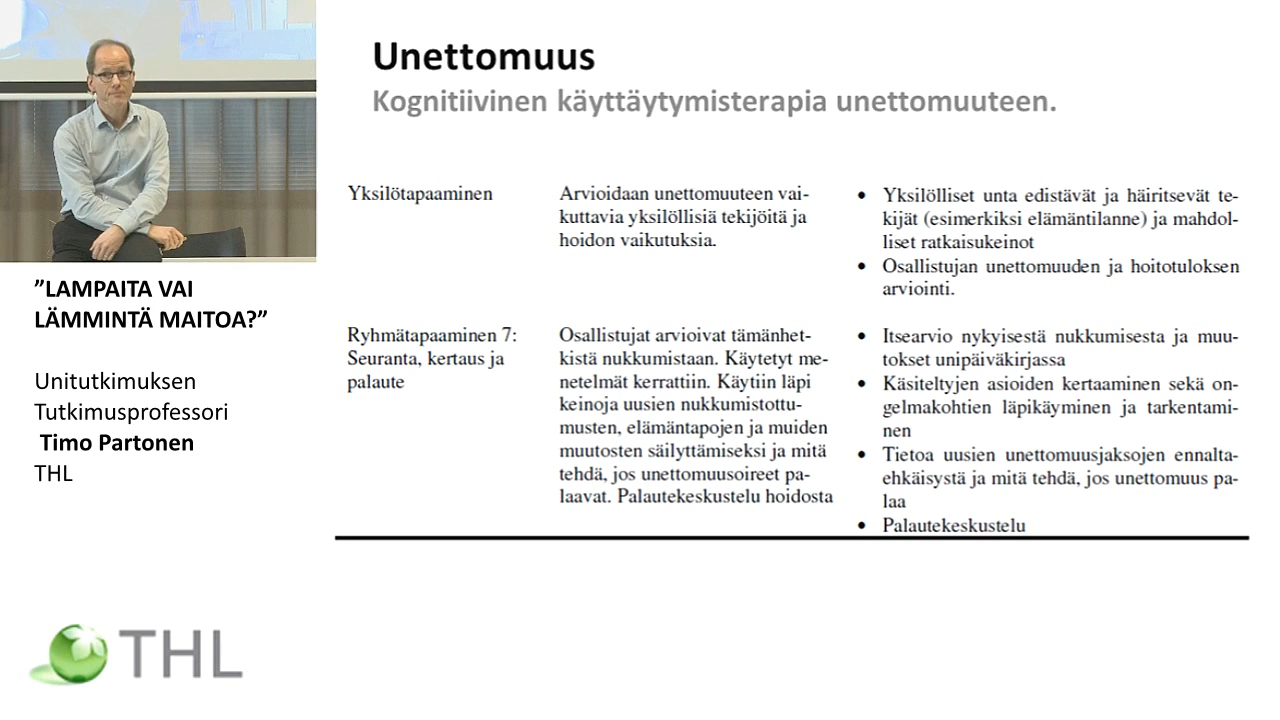 Unettomuus
Kognitiivinen käyttäytymisterapia unettomuuteen.
”LAMPAITA VAI
LÄMMINTÄ MAITOA?”
Unitutkimuksen
Tutkimusprofessori
Timo Partonen
THL
Yksilötapaaminen
Arvioidaan unettomuuteen vai-
kuttavia yksilöllisiä tekijöitä ja
hoidon vaikutuksia.
• Yksilölliset unta edistävät ja häiritsevät te-
kijät (esimerkiksi elämäntilanne) ja mahdol-
liset ratkaisukeinot
• Osallistujan unettomuuden ja hoitotuloksen
arviointi.
Ryhmätapaaminen 7:
Seuranta, kertaus ja
palaute
Osallistujat arvioivat tämänhet-
kistä nukkumistaan. Käytetyt me-
netelmät kerrattiin. Käytiin läpi
keinoja uusien nukkumistottu-
musten, elämäntapojen ja muiden
muutosten säilyttämiseksi ja mitä
tehdä, jos unettomuusoireet pa-
laavat. Palautekeskustelu hoidosta
• Itsearvio nykyisestä nukkumisesta ja muu-
tokset unipäiväkirjassa
• Käsiteltyjen asioiden kertaaminen sekä on-
gelmakohtien läpikäyminen ja tarkentami-
nen
• Tietoa uusien unettomuusjaksojen ennalta-
ehkäisystä ja mitä tehdä, jos unettomuus pa-
laa
• Palautekeskustelu
THL